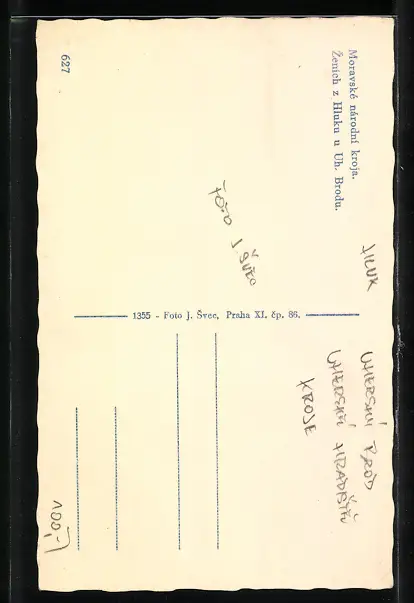 Moravské národní kroje.
Ženich z Hluku u Uh. Brodu.
627
FOTO J ŠVEC
HLUK
1355 - Foto J. Švec, Praha XI. čp. 86.
UHERSKÝ BROD
UHERSKÉ HRADIŠTĚ
KROJE
100,-